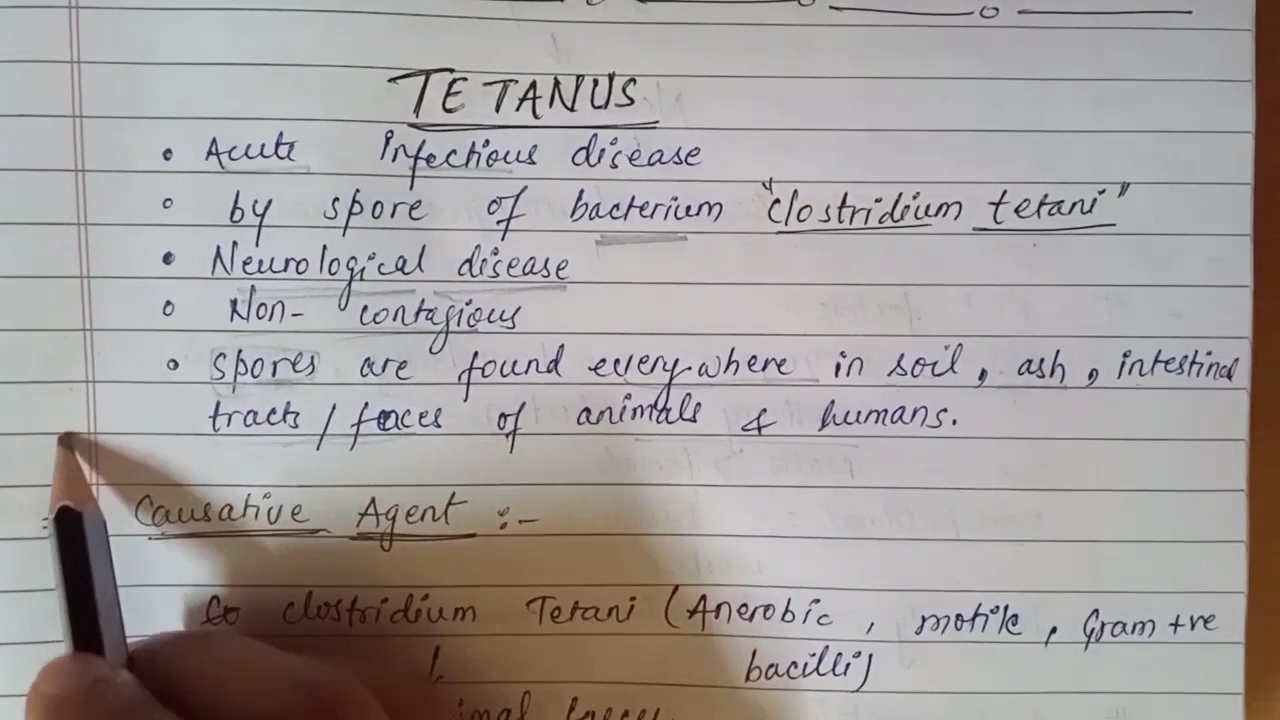 TETANUS
• Acute infectious disease
• by spore of bacterium "clostridium tetani"
• Neurological disease
• Non-contagious
• spores are found everywhere in soil, ash, intestinal
tracts / faces of animals & humans.
Causative Agent :-
clostridium Tetani (Anerobic, motile, Gram +ve
bacilli)